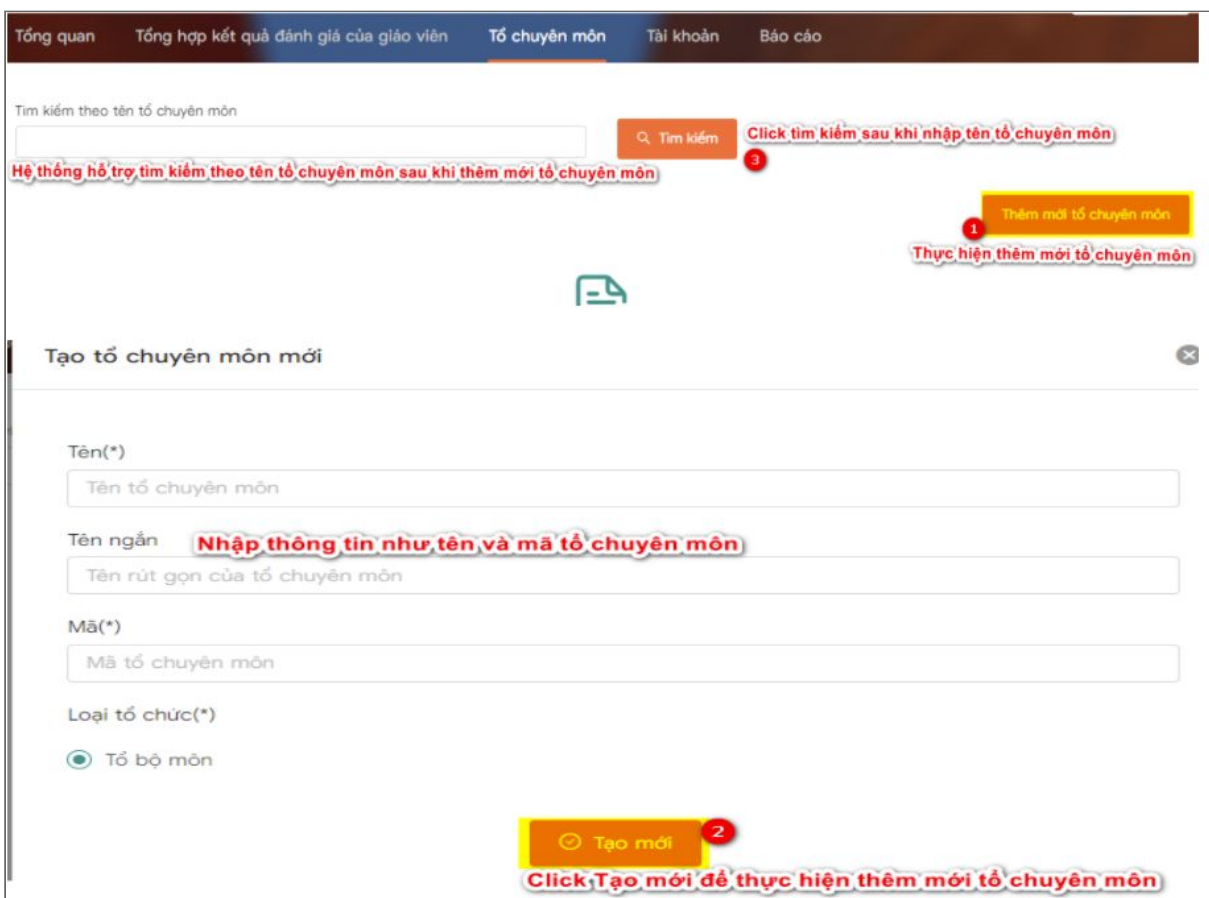 Tổng quan Tổng hợp kết quả đánh giá của giáo viên Tổ chuyên môn Tài khoản Báo cáo
Tìm kiếm theo tên tổ chuyên môn
Tìm kiếm Click tìm kiếm sau khi nhập tên tổ chuyên môn
3
Hệ thống hỗ trợ tìm kiếm theo tên tổ chuyên môn sau khi thêm mới tổ chuyên môn
Thêm mới tổ chuyên môn
1
Thực hiện thêm mới tổ chuyên môn
Tạo tổ chuyên môn mới
Tên(*)
Tên tổ chuyên môn
Tên ngắn Nhập thông tin như tên và mã tổ chuyên môn
Tên rút gọn của tổ chuyên môn
Mã(*)
Mã tổ chuyên môn
Loại tổ chức(*)
Tổ bộ môn
Tạo mới 2
Click Tạo mới để thực hiện thêm mới tổ chuyên môn